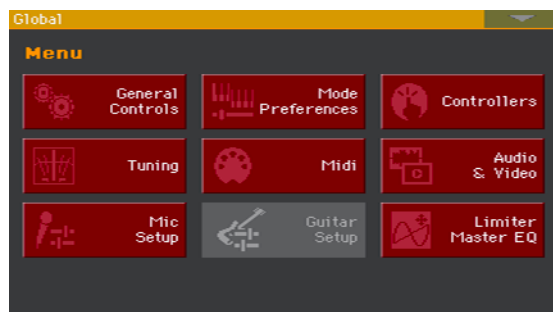 Global
Menu
General
Controls
Mode
Preferences
Controllers
Tuning
Midi
Audio
& Video
Mic
Setup
Guitar
Setup
Limiter
Master EQ